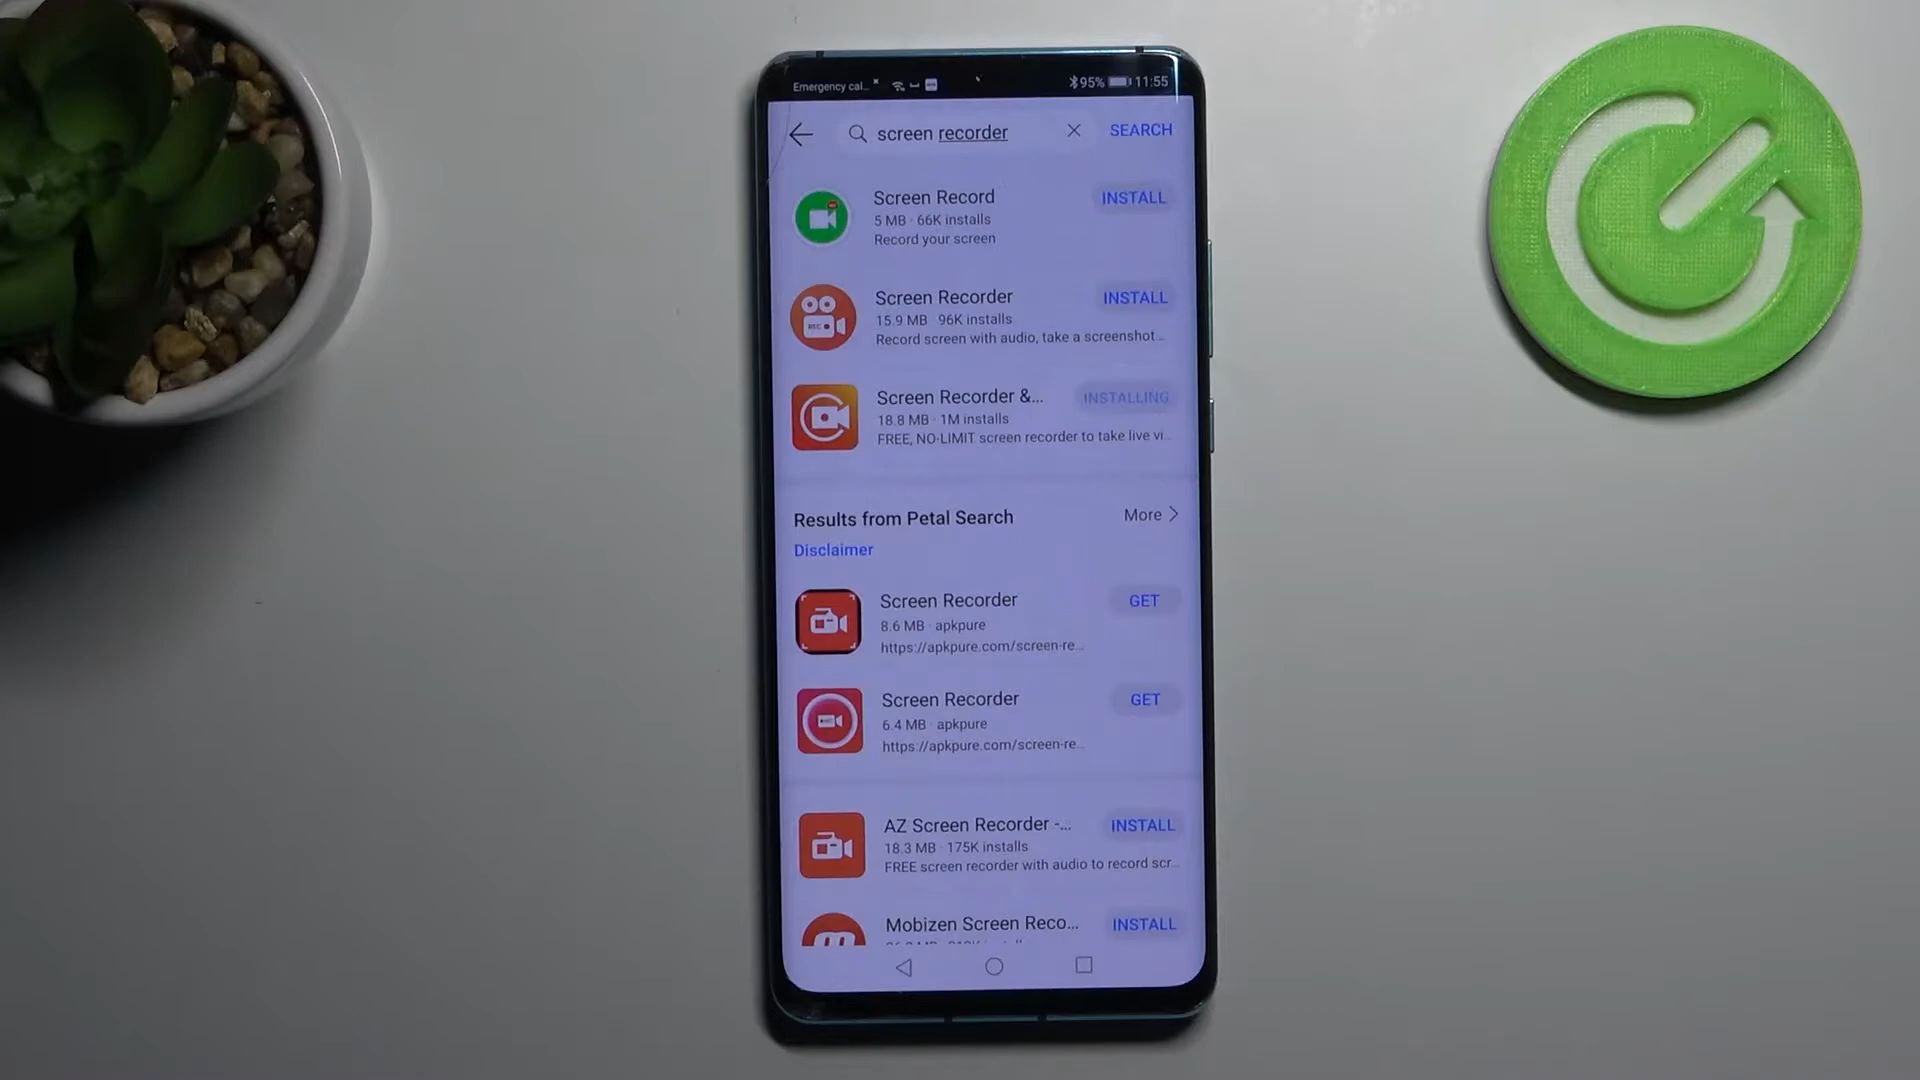 Emergency cal... 95% 11:55
screen recorder SEARCH
Screen Record INSTALL
5 MB · 66K installs
Record your screen
Screen Recorder INSTALL
15.9 MB · 96K installs
Record screen with audio, take a screenshot...
Screen Recorder &... INSTALLING
18.8 MB · 1M installs
FREE, NO-LIMIT screen recorder to take live vi...
Results from Petal Search More
Disclaimer
Screen Recorder GET
8.6 MB · apkpure
https://apkpure.com/screen-re...
Screen Recorder GET
6.4 MB · apkpure
https://apkpure.com/screen-re...
AZ Screen Recorder -... INSTALL
18.3 MB · 175K installs
FREE screen recorder with audio to record scr...
Mobizen Screen Reco... INSTALL